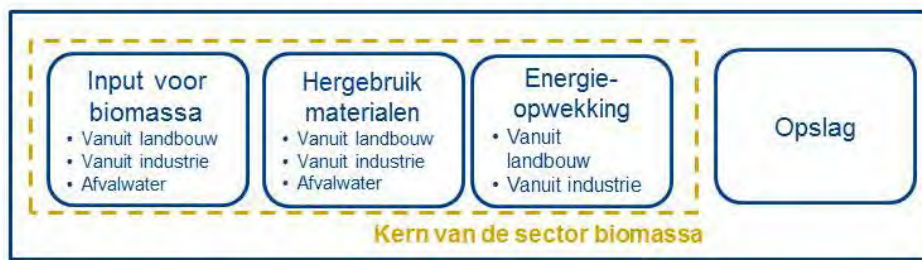 Input voor
biomassa
• Vanuit landbouw
• Vanuit industrie
• Afvalwater
Hergebruik
materialen
• Vanuit landbouw
• Vanuit industrie
• Afvalwater
Energie-
opwekking
• Vanuit
landbouw
• Vanuit industrie
Opslag
Kern van de sector biomassa